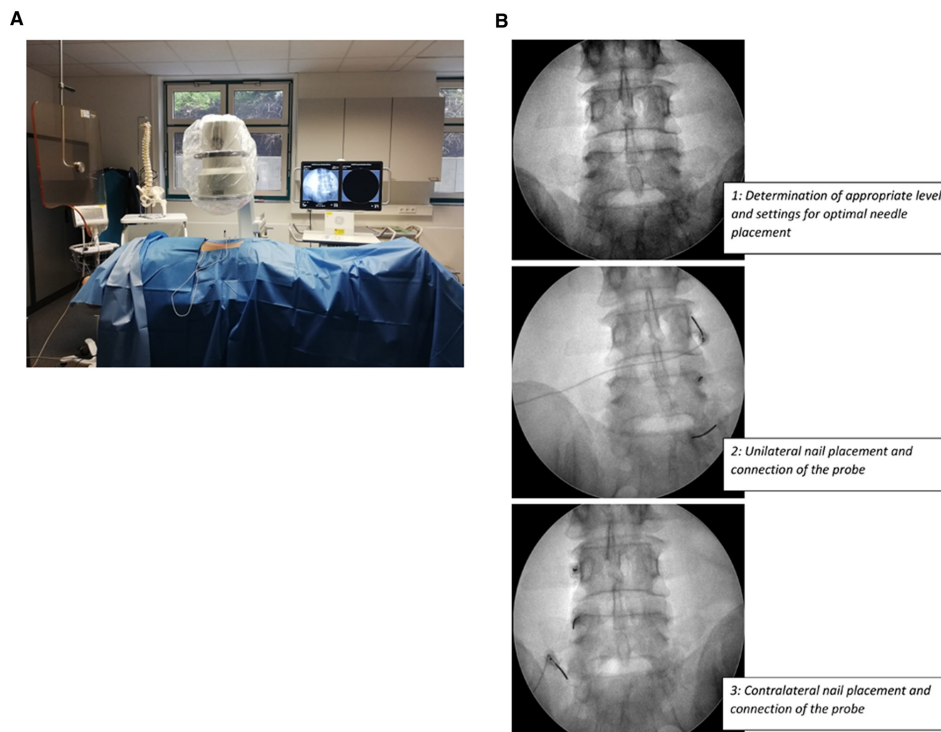 A
B
1: Determination of appropriate level
and settings for optimal needle
placement
2: Unilateral nail placement and
connection of the probe
3: Contralateral nail placement and
connection of the probe